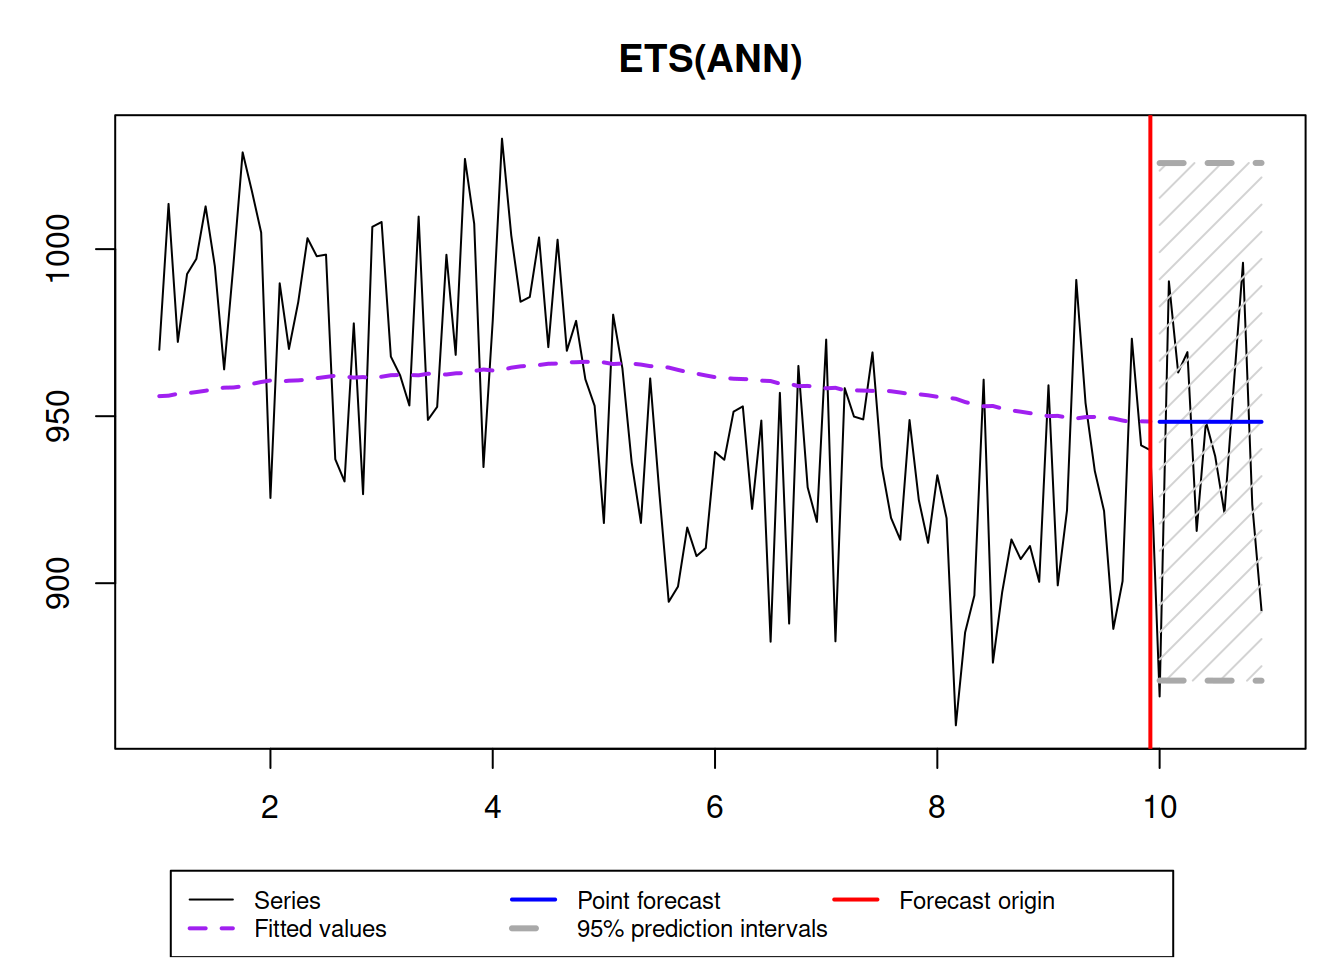 ETS(ANN)
1000
950
900
2 4 6 8 10
Series Point forecast Forecast origin
Fitted values 95% prediction intervals